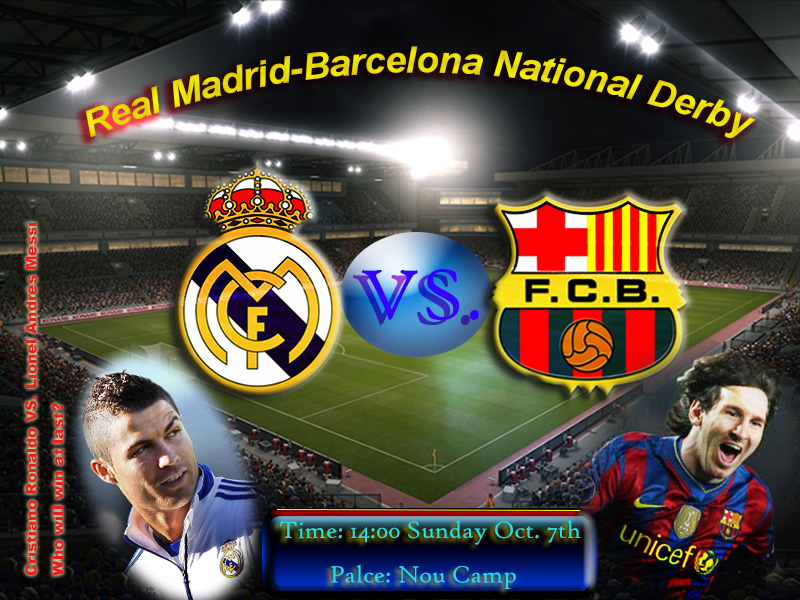 Real Madrid-Barcelona National Derby
VS.
F.C.B.
Cristiano Ronaldo VS. Lionel Andres Messi
Who will win at last?
unicef
Time: 14:00 Sunday Oct. 7th
Palce: Nou Camp